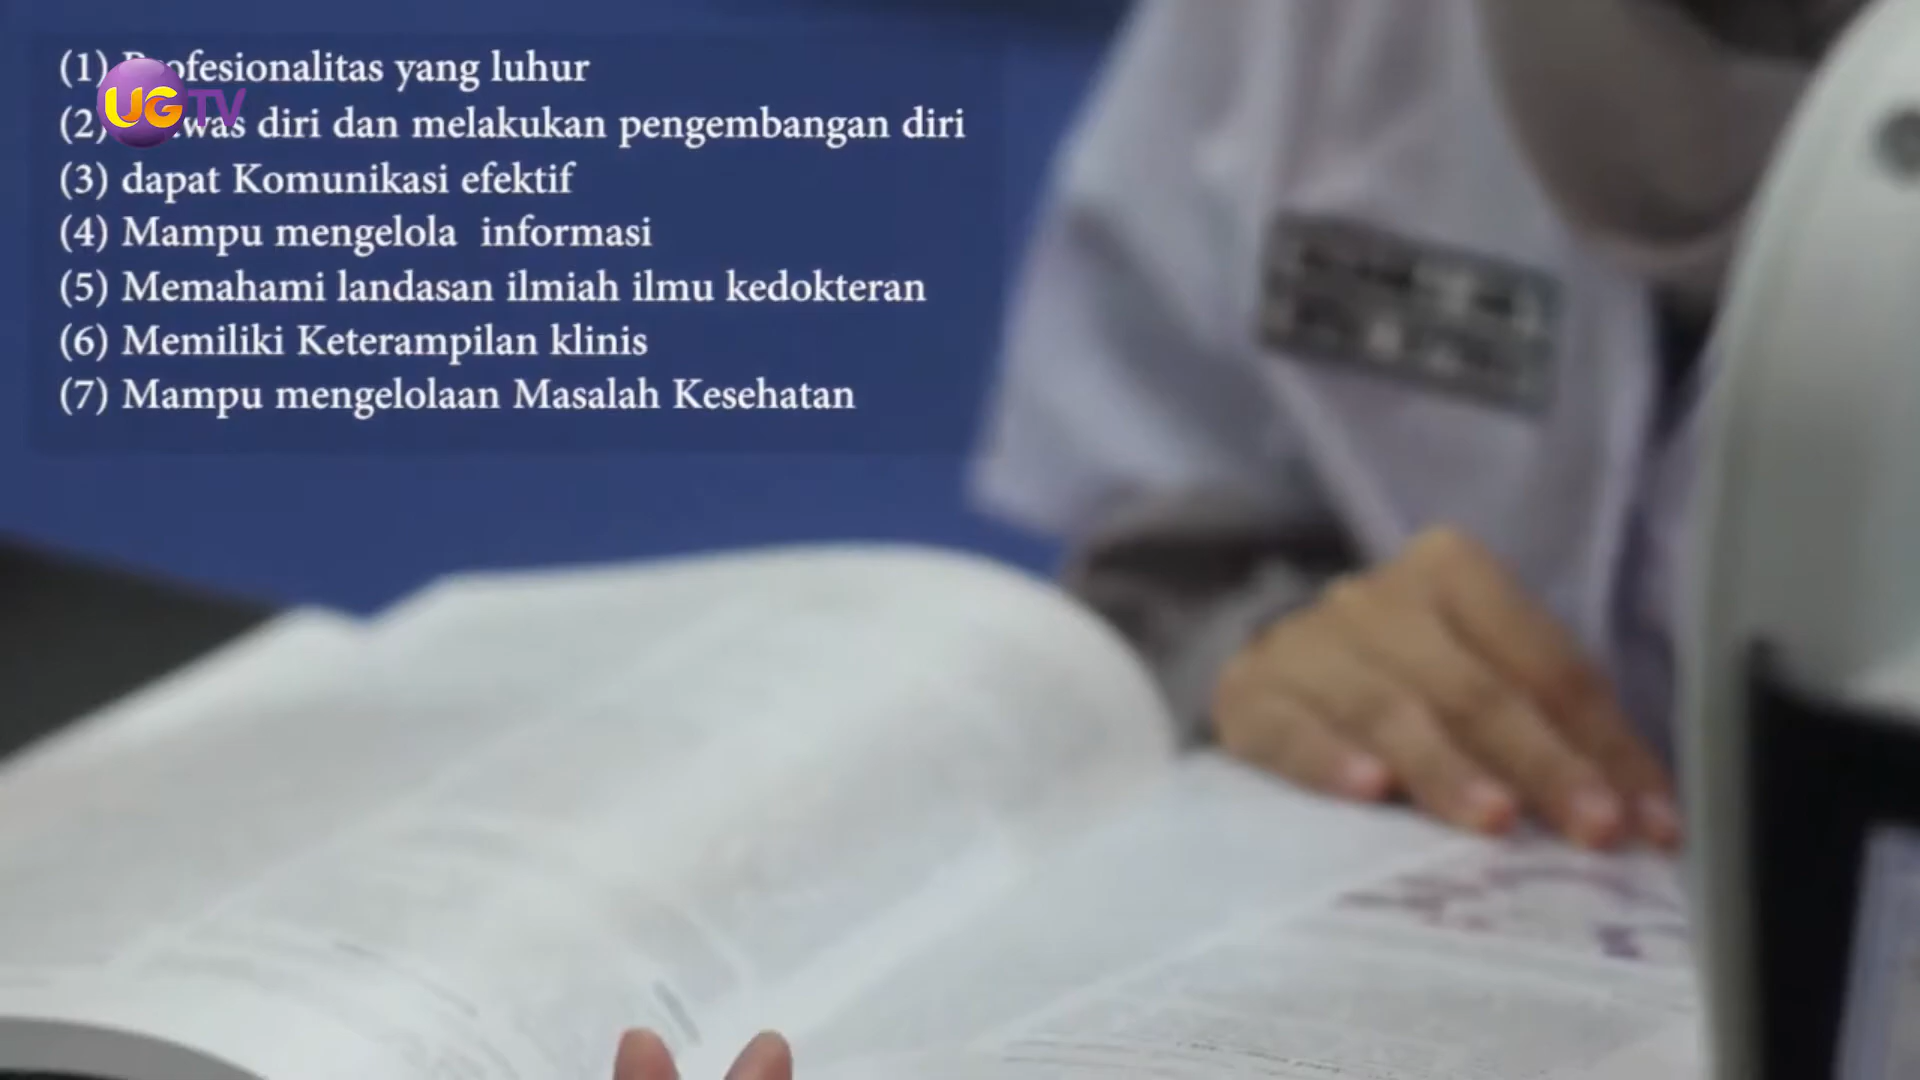 (1) Profesionalitas yang luhur
(2) diri dan melakukan pengembangan diri
(3) dapat Komunikasi efektif
(4) Mampu mengelola informasi
(5) Memahami landasan ilmiah ilmu kedokteran
(6) Memiliki Keterampilan klinis
(7) Mampu mengelolaan Masalah Kesehatan
UGTV